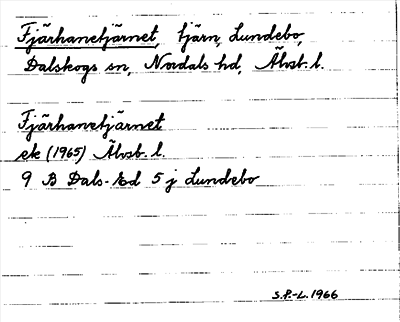 Fjärhanetjärnet, tjärn, Lundebo,
Dalskogs sn, Nordals hd, Älvsb. l.
Fjärhanetjärnet
ek (1965) Älvsb. l.
9 B Dals-Ed 5 j Lundebo
S.P.-L. 1966